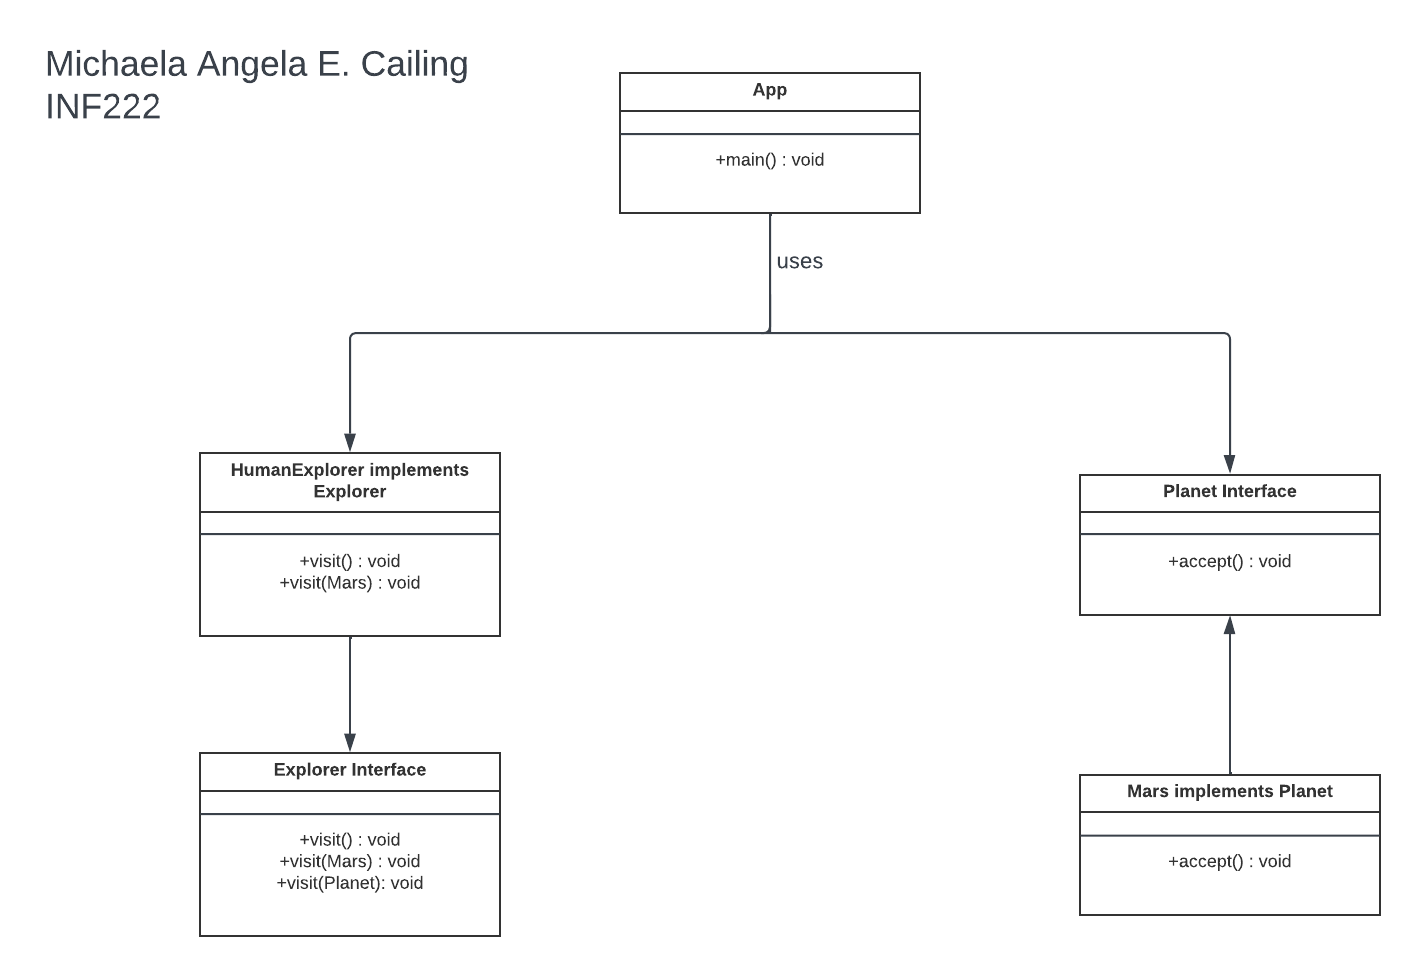 Michaela Angela E. Cailing
INF222
App
+main() : void
uses
HumanExplorer implements
Explorer
+visit() : void
+visit(Mars) : void
Planet Interface
+accept() : void
Explorer Interface
+visit() : void
+visit(Mars) : void
+visit(Planet): void
Mars implements Planet
+accept() : void